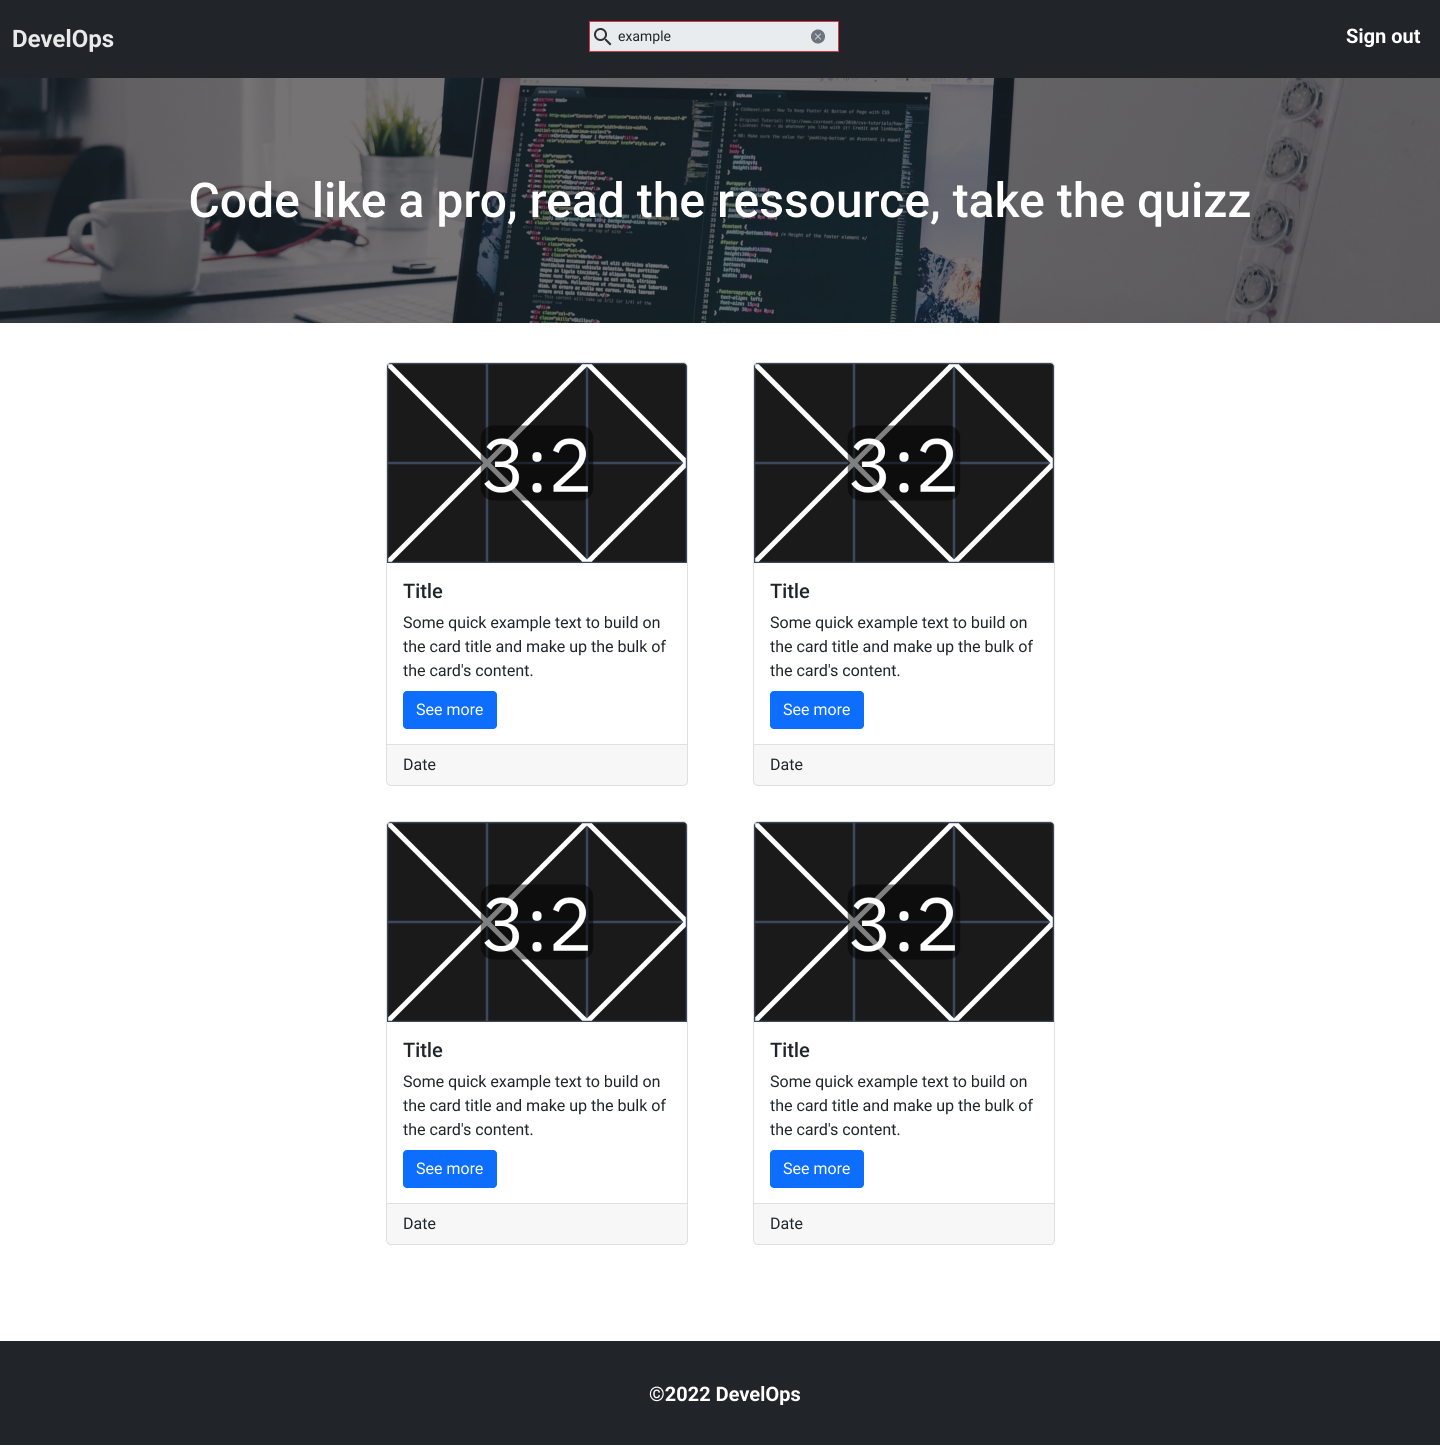 DevelOps
example
Sign out
Code like a pro, read the ressource, take the quizz
3:2
3:2
Title
Title
Some quick example text to build on
the card title and make up the bulk of
the card's content.
Some quick example text to build on
the card title and make up the bulk of
the card's content.
See more
See more
Date
Date
3:2
3:2
Title
Title
Some quick example text to build on
the card title and make up the bulk of
the card's content.
Some quick example text to build on
the card title and make up the bulk of
the card's content.
See more
See more
Date
Date
©2022 DevelOps